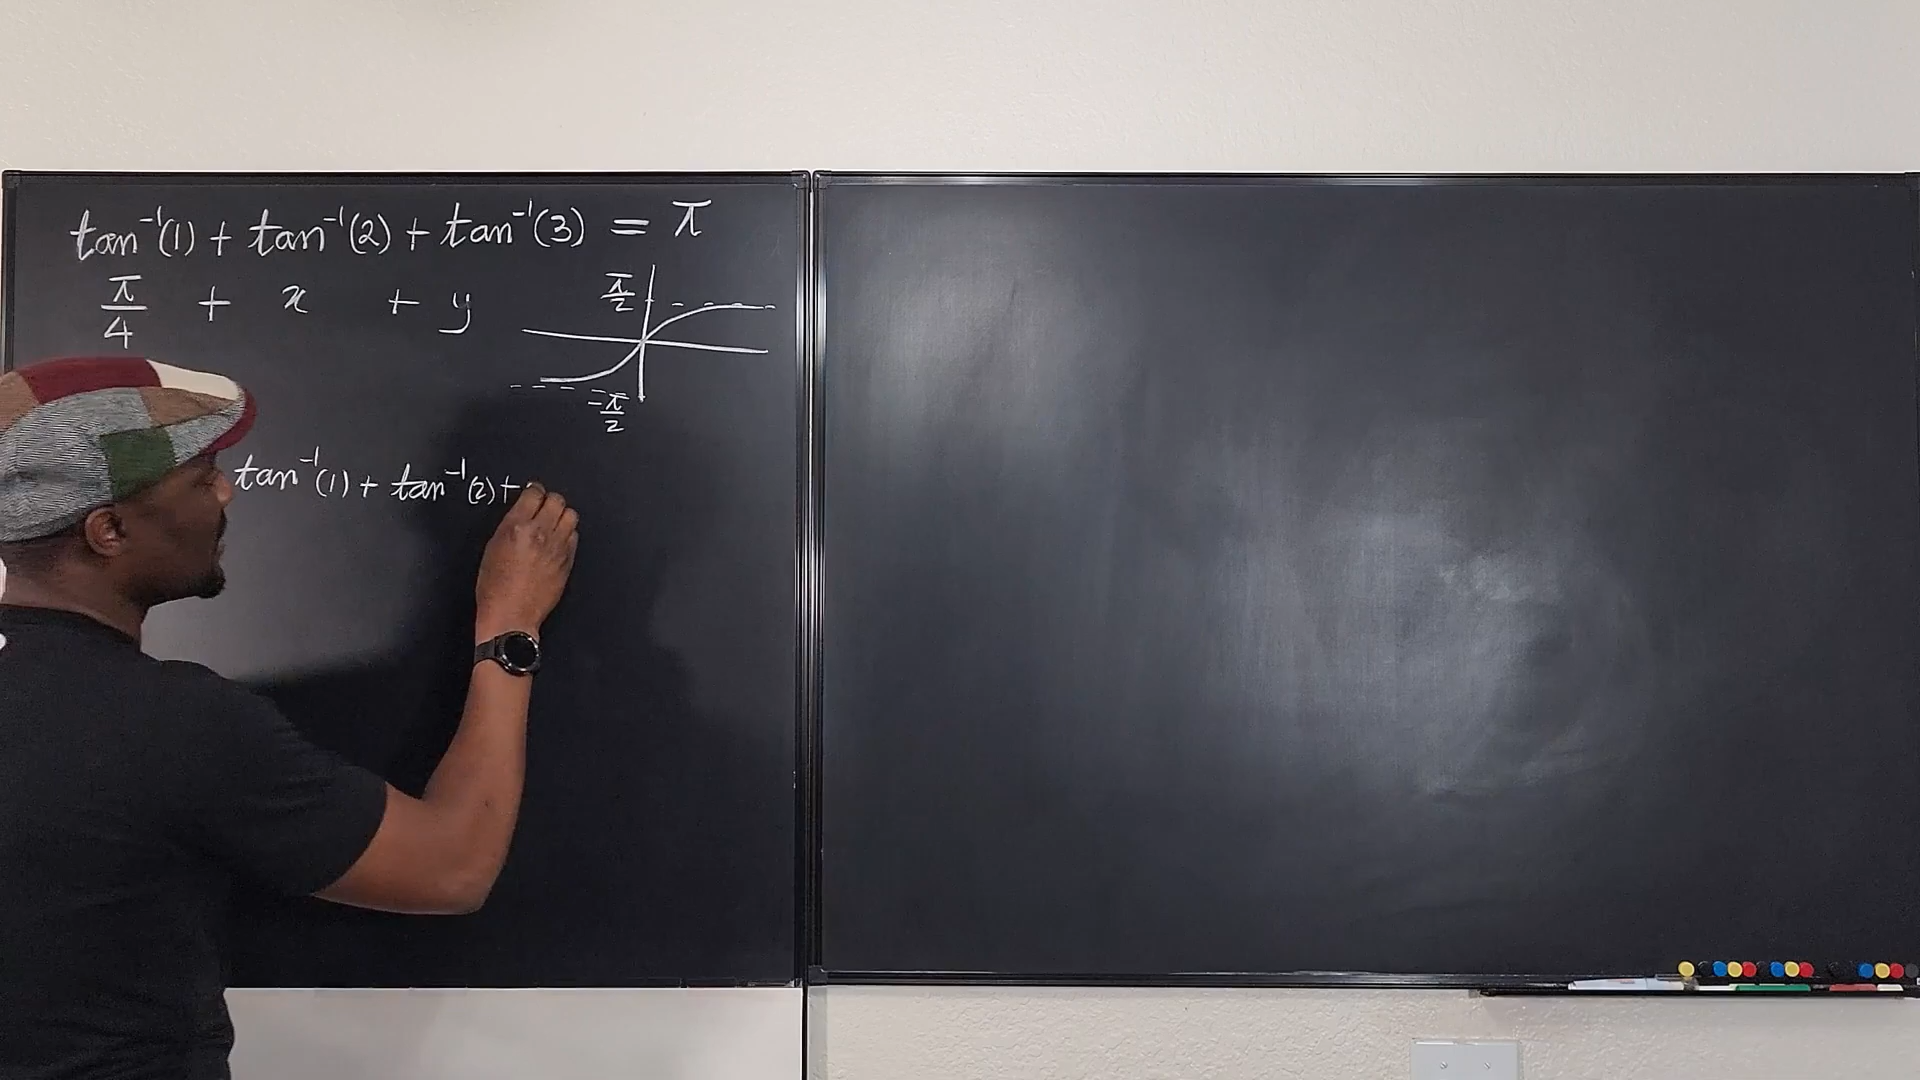 tan⁻¹(1) + tan⁻¹(2) + tan⁻¹(3) = π
π/4 + x + y
π/2
-π/2
tan⁻¹(1) + tan⁻¹(2) +